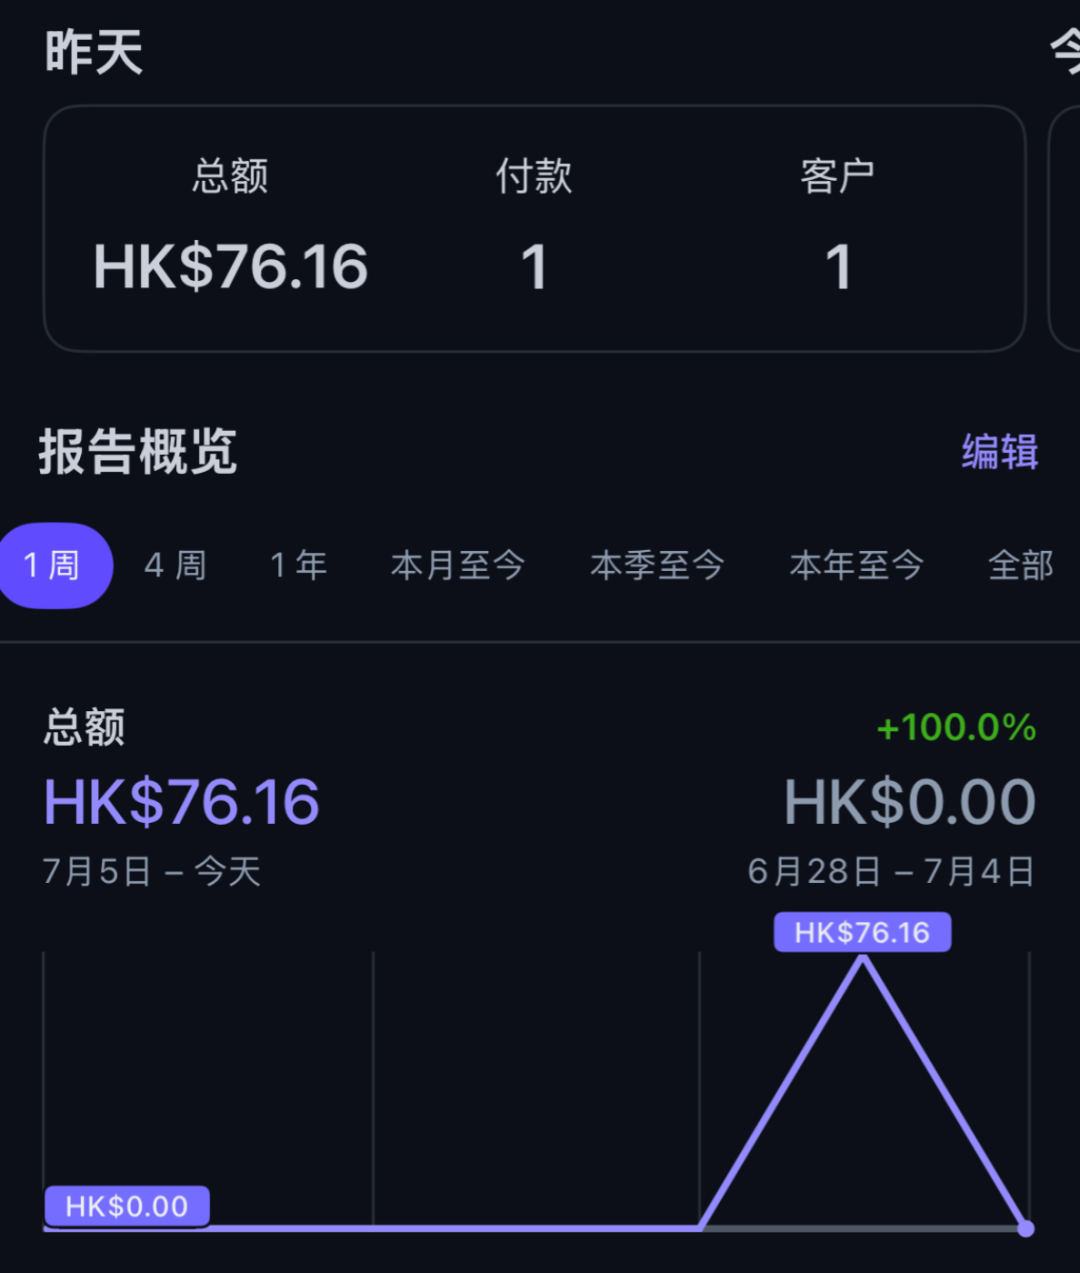 昨天
今
总额 付款 客户
HK$76.16 1 1
报告概览 编辑
1 周 4 周 1 年 本月至今 本季至今 本年至今 全部
总额 +100.0%
HK$76.16 HK$0.00
7月5日 – 今天 6月28日 – 7月4日
HK$76.16
HK$0.00